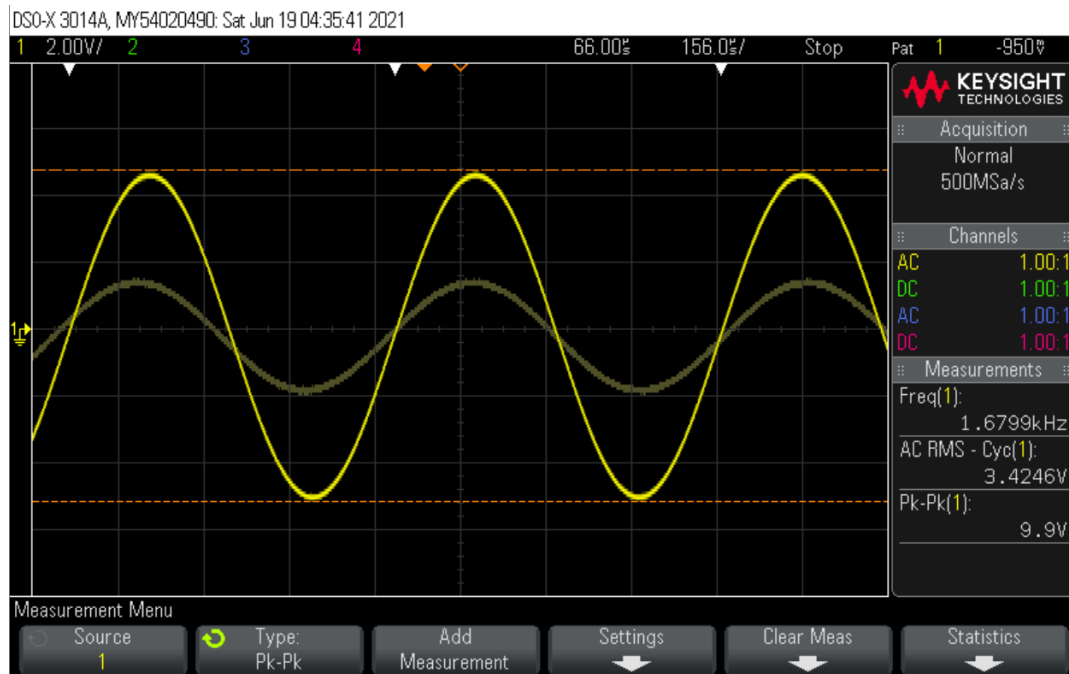 DSO-X 3014A, MY54020490: Sat Jun 19 04:35:41 2021
1 2.00V/ 2 3 4 66.00µs 156.0µs/ Stop Pat 1 -950mV
KEYSIGHT
TECHNOLOGIES
Acquisition
Normal
500MSa/s
Channels
AC 1.00:1
DC 1.00:1
AC 1.00:1
DC 1.00:1
Measurements
Freq(1):
1.6799kHz
AC RMS - Cyc(1):
3.4246V
Pk-Pk(1):
9.9V
1
Measurement Menu
Source
1
Type:
Pk-Pk
Add
Measurement
Settings
Clear Meas
Statistics